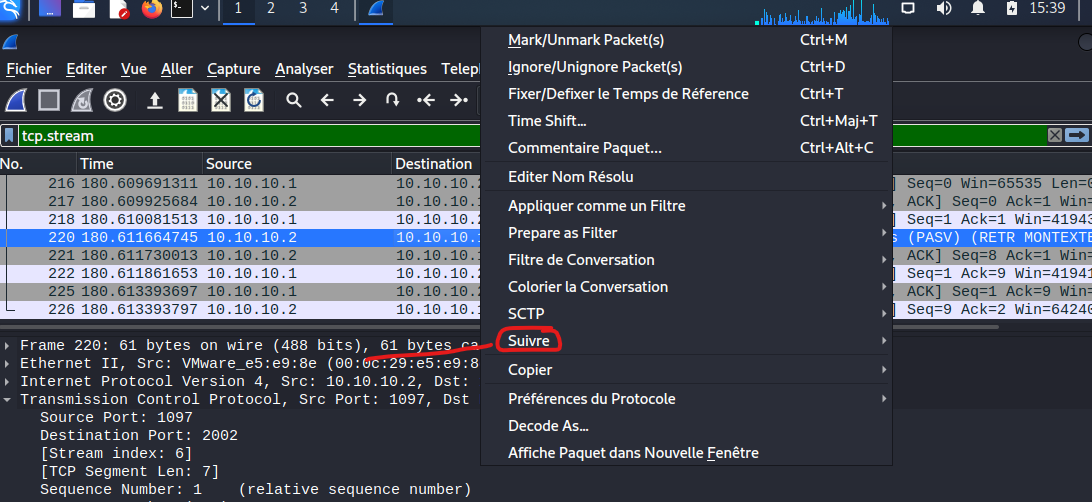 1 2 3 4 15:39
Fichier Editer Vue Aller Capture Analyser Statistiques Teleph
tcp.stream
No. Time Source Destination
216 180.609691311 10.10.10.1 10.10.10.2 ] Seq=0 Win=65535 Len=0
217 180.609925684 10.10.10.2 10.10.10. ACK] Seq=0 Ack=1 Win=
218 180.610081513 10.10.10.1 10.10.10.2 ] Seq=1 Ack=1 Win=41943
220 180.611664745 10.10.10.2 10.10.10. s (PASV) (RETR MONTEXTE
221 180.611730013 10.10.10.2 10.10.10. ACK] Seq=8 Ack=1 Win=
222 180.611861653 10.10.10.1 10.10.10.2 ] Seq=1 Ack=9 Win=41941
225 180.613393697 10.10.10.1 10.10.10.2 ACK] Seq=1 Ack=9 Win=
226 180.613393797 10.10.10.2 10.10.10. ] Seq=9 Ack=2 Win=64240
Mark/Unmark Packet(s) Ctrl+M
Ignore/Unignore Packet(s) Ctrl+D
Fixer/Defixer le Temps de Réference Ctrl+T
Time Shift... Ctrl+Maj+T
Commentaire Paquet... Ctrl+Alt+C
Editer Nom Résolu
Appliquer comme un Filtre
Prepare as Filter
Filtre de Conversation
Colorier la Conversation
SCTP
Suivre
Copier
Préférences du Protocole
Decode As...
Affiche Paquet dans Nouvelle Fenêtre
Frame 220: 61 bytes on wire (488 bits), 61 bytes ca
Ethernet II, Src: VMware_e5:e9:8e (00:0c:29:e5:e9:8
Internet Protocol Version 4, Src: 10.10.10.2, Dst:
Transmission Control Protocol, Src Port: 1097, Dst
Source Port: 1097
Destination Port: 2002
[Stream index: 6]
[TCP Segment Len: 7]
Sequence Number: 1 (relative sequence number)